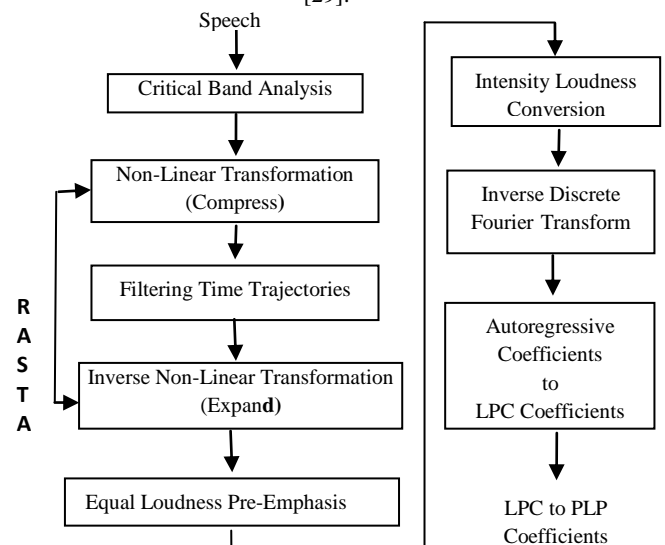 [29].
Speech
Critical Band Analysis
Non-Linear Transformation
(Compress)
Filtering Time Trajectories
Inverse Non-Linear Transformation
(Expand)
Equal Loudness Pre-Emphasis
R
A
S
T
A
Intensity Loudness
Conversion
Inverse Discrete
Fourier Transform
Autoregressive
Coefficients
to
LPC Coefficients
LPC to PLP
Coefficients